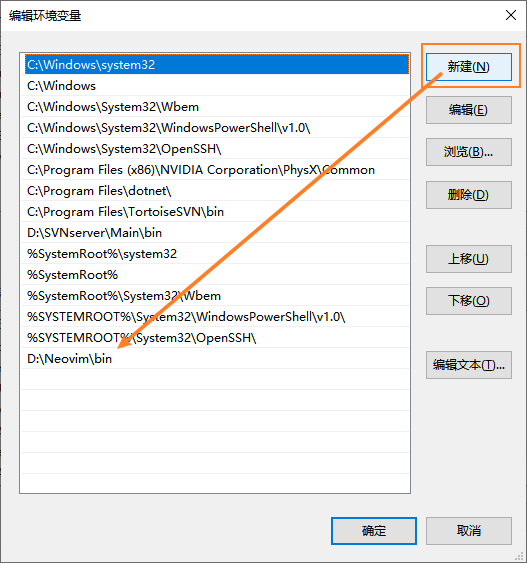 编辑环境变量
C:\Windows\system32
C:\Windows
C:\Windows\System32\Wbem
C:\Windows\System32\WindowsPowerShell\v1.0\
C:\Windows\System32\OpenSSH\
C:\Program Files (x86)\NVIDIA Corporation\PhysX\Common
C:\Program Files\dotnet\
C:\Program Files\TortoiseSVN\bin
D:\SVNserver\Main\bin
%SystemRoot%\system32
%SystemRoot%
%SystemRoot%\System32\Wbem
%SYSTEMROOT%\System32\WindowsPowerShell\v1.0\
%SYSTEMROOT%\System32\OpenSSH\
D:\Neovim\bin
新建(N)
编辑(E)
浏览(B)...
删除(D)
上移(U)
下移(O)
编辑文本(T)...
确定
取消